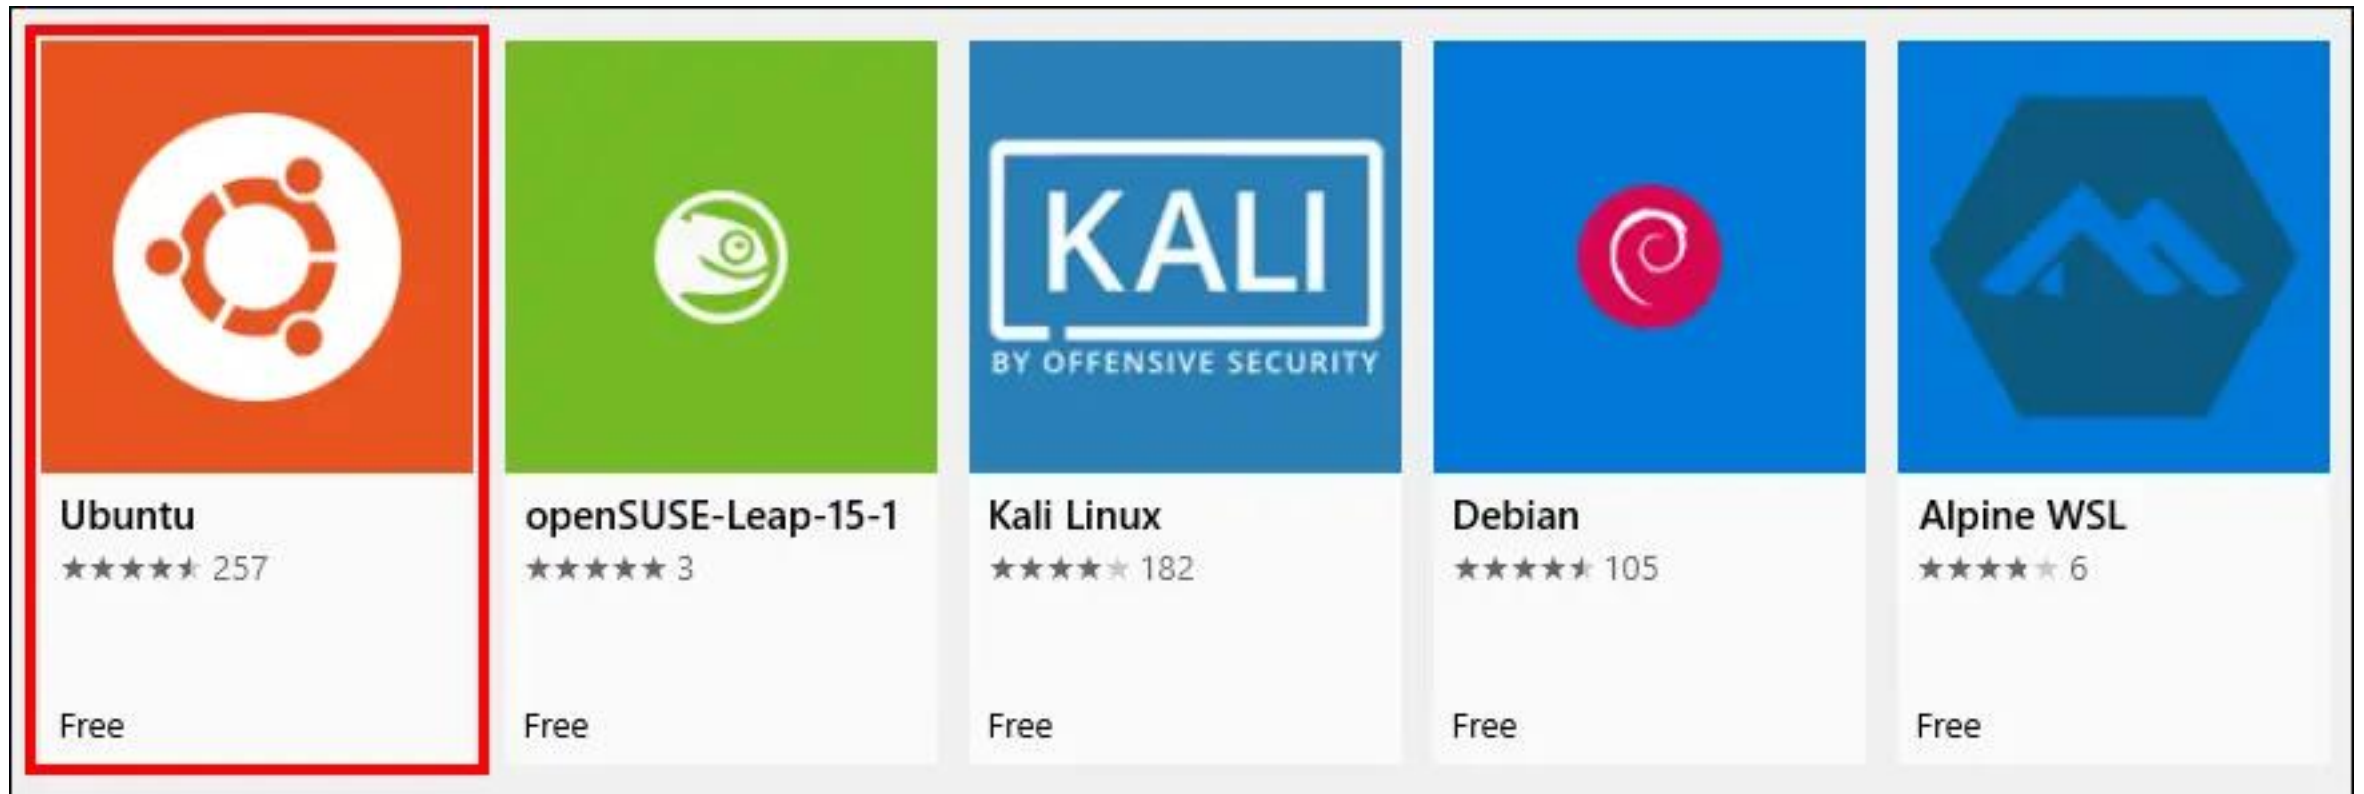 KALI
BY OFFENSIVE SECURITY
Ubuntu
257
Free
openSUSE-Leap-15-1
3
Free
Kali Linux
182
Free
Debian
105
Free
Alpine WSL
6
Free